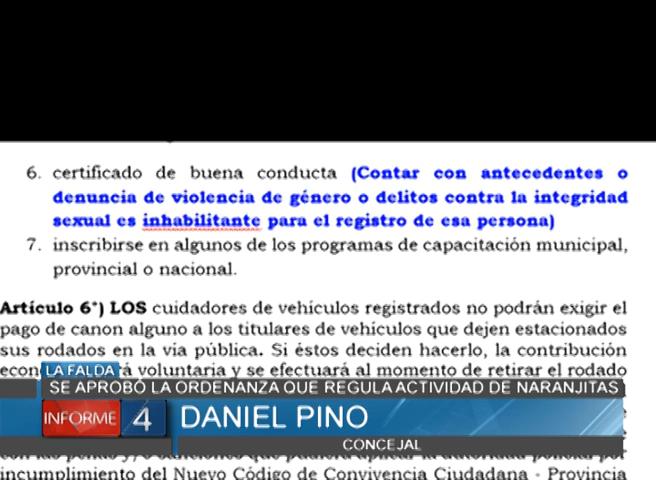 6. certificado de buena conducta (Contar con antecedentes o
denuncia de violencia de género o delitos contra la integridad
sexual es inhabilitante para el registro de esa persona)
7. inscribirse en algunos de los programas de capacitación municipal,
provincial o nacional.
Artículo 6°) LOS cuidadores de vehículos registrados no podrán exigir el
pago de canon alguno a los titulares de vehículos que dejen estacionados
sus rodados en la vía pública. Si éstos deciden hacerlo, la contribución
econ rá voluntaria y se efectuará al momento de retirar el rodado
LA FALDA
SE APROBÓ LA ORDENANZA QUE REGULA ACTIVIDAD DE NARANJITAS
INFORME 4 DANIEL PINO
CONCEJAL
incumplimiento del Nuevo Código de Convivencia Ciudadana - Provincia